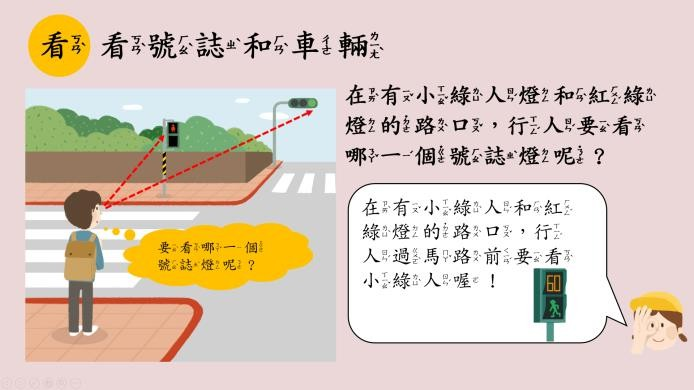 看 看號誌和車輛
在有小綠人燈和紅綠
燈的路口，行人要看
哪一個號誌燈呢？
要看哪一個
號誌燈呢？
在有小綠人和紅
綠燈的路口，行
人過馬路前要看
小綠人喔！
60